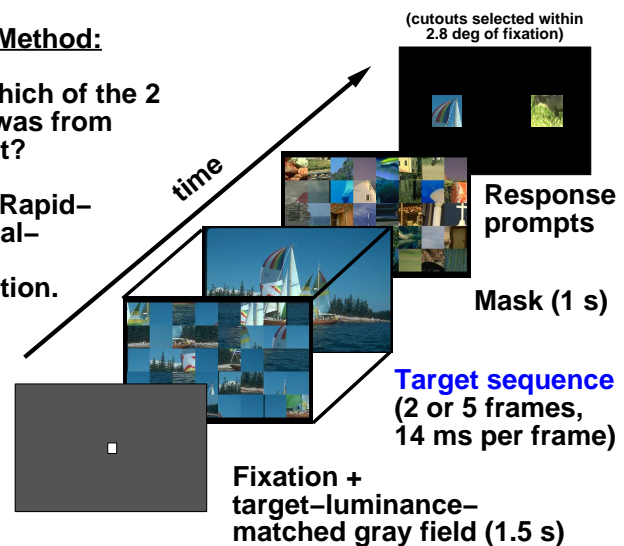 (cutouts selected within
2.8 deg of fixation)
Method:
hich of the 2
was from
t?
Rapid–
al–
tion.
time
Response
prompts
Mask (1 s)
Target sequence
(2 or 5 frames,
14 ms per frame)
Fixation +
target–luminance–
matched gray field (1.5 s)